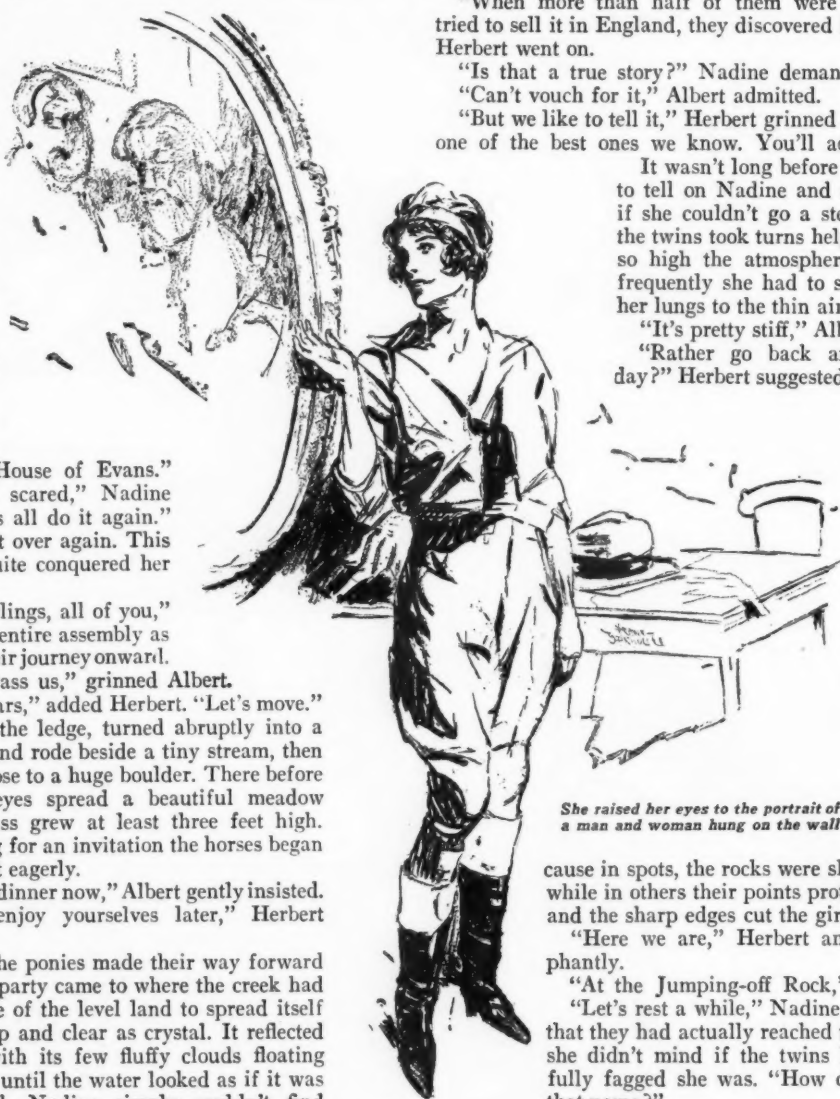 House of Evans."
scared," Nadine
all do it again."
over again. This
conquered her
lings, all of you,"
entire assembly as
journey onward.
ass us," grinned Albert.
ars," added Herbert. "Let's move."
the ledge, turned abruptly into a
nd rode beside a tiny stream, then
ose to a huge boulder. There before
eyes spread a beautiful meadow
ss grew at least three feet high.
for an invitation the horses began
eagerly.
dinner now," Albert gently insisted.
enjoy yourselves later," Herbert
he ponies made their way forward
party came to where the creek had
e of the level land to spread itself
p and clear as crystal. It reflected
ith its few fluffy clouds floating
until the water looked as if it was
"When more than half of them were
tried to sell it in England, they discovered
Herbert went on.
"Is that a true story?" Nadine deman
"Can't vouch for it," Albert admitted.
"But we like to tell it," Herbert grinned
one of the best ones we know. You'll a
It wasn't long before
to tell on Nadine and
if she couldn't go a ste
the twins took turns hel
so high the atmospher
frequently she had to s
her lungs to the thin air
"It's pretty stiff," Alb
"Rather go back a
day?" Herbert suggested
She raised her eyes to the portrait of
a man and woman hung on the wall
cause in spots, the rocks were sl
while in others their points pro
and the sharp edges cut the gir
"Here we are," Herbert an
phantly.
"At the Jumping-off Rock,"
"Let's rest a while," Nadine
that they had actually reached
she didn't mind if the twins
fully fagged she was. "How